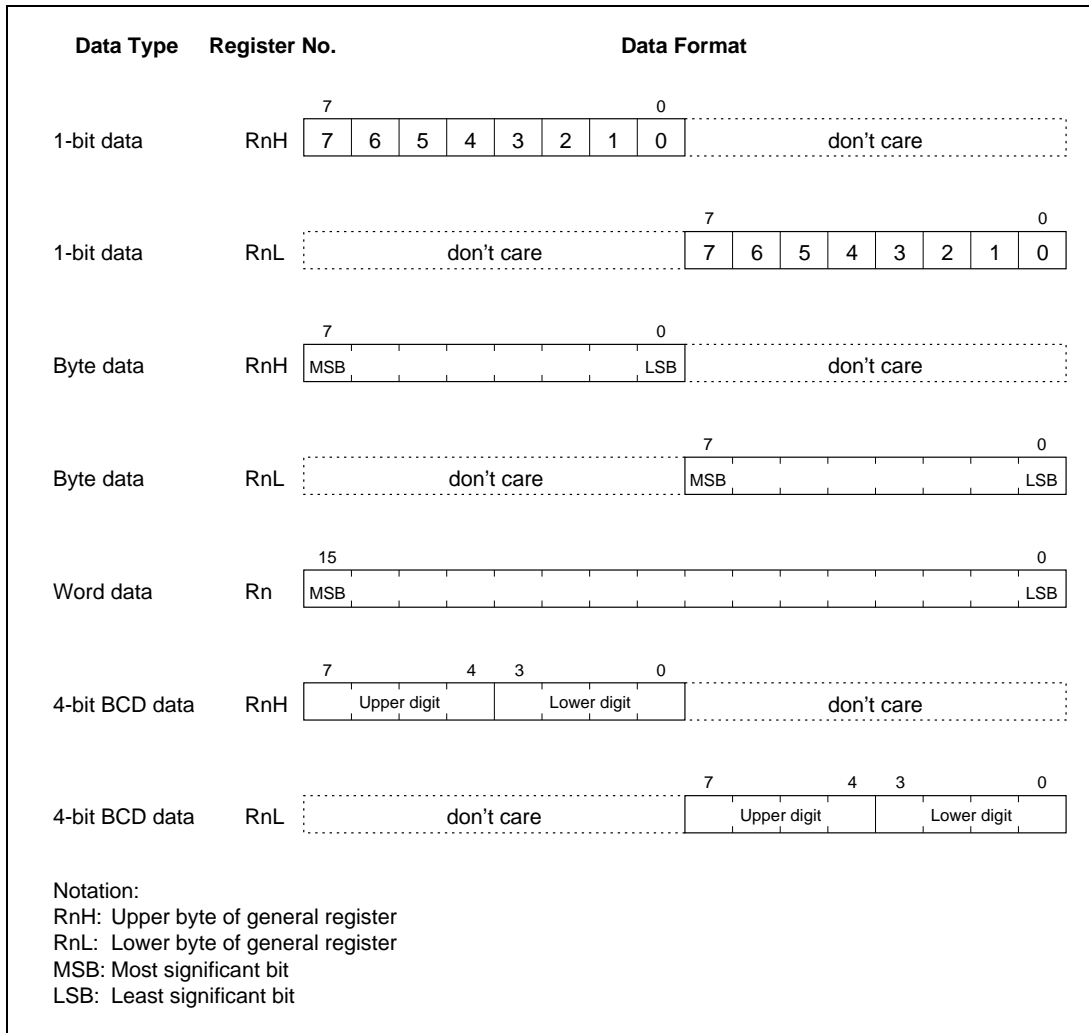 Data Type Register No. Data Format
7 0
1-bit data RnH 7 6 5 4 3 2 1 0 don't care
7 0
1-bit data RnL don't care 7 6 5 4 3 2 1 0
7 0
Byte data RnH MSB LSB don't care
7 0
Byte data RnL don't care MSB LSB
15 0
Word data Rn MSB LSB
7 4 3 0
4-bit BCD data RnH Upper digit Lower digit don't care
7 4 3 0
4-bit BCD data RnL don't care Upper digit Lower digit
Notation:
RnH: Upper byte of general register
RnL: Lower byte of general register
MSB: Most significant bit
LSB: Least significant bit